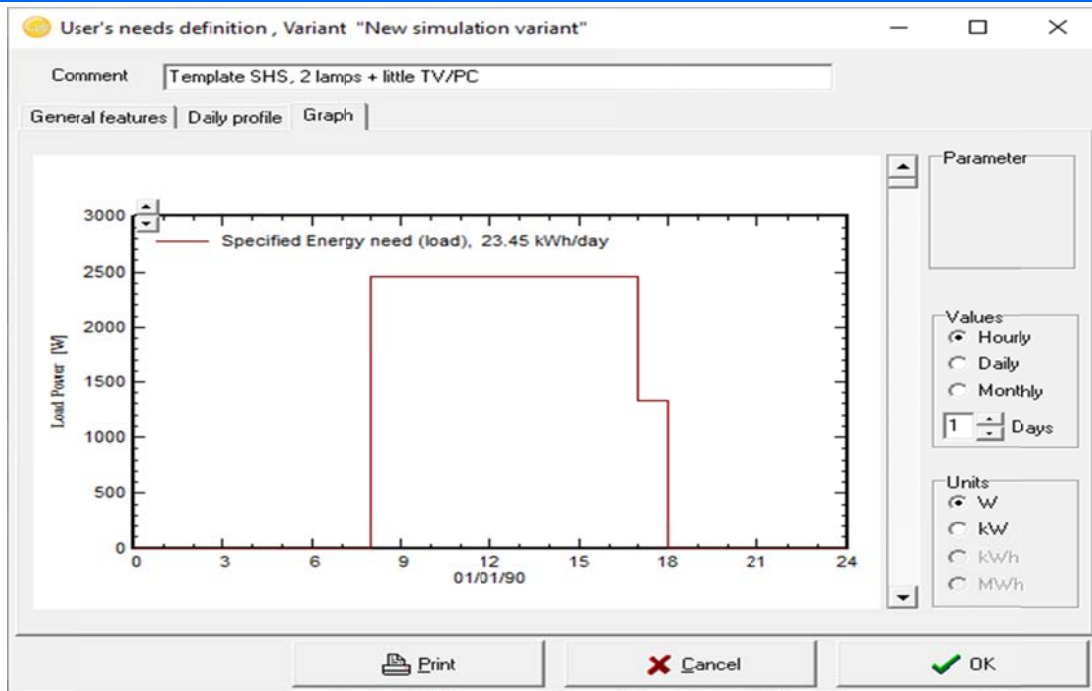 User's needs definition , Variant "New simulation variant"
Comment
Template SHS, 2 lamps + little TV/PC
General features
Daily profile
Graph
Parameter
3000
Specified Energy need (load), 23.45 kWh/day
2500
2000
1500
1000
500
0
Load Power [W]
0 3 6 9 12 15 18 21 24
01/01/90
Values
Hourly
Daily
Monthly
1 Days
Units
W
kW
kWh
MWh
Print
Cancel
OK